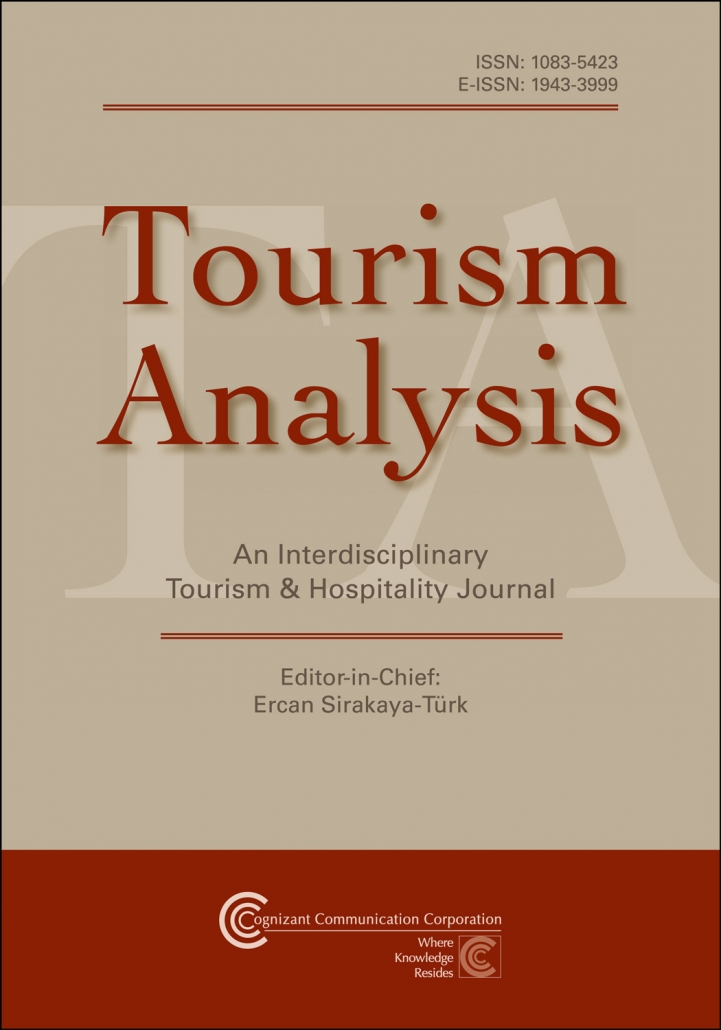 ISSN: 1083-5423
E-ISSN: 1943-3999
TA
Tourism
Analysis
An Interdisciplinary
Tourism & Hospitality Journal
Editor-in-Chief:
Ercan Sirakaya-Türk
Cognizant Communication Corporation
Where
Knowledge
Resides